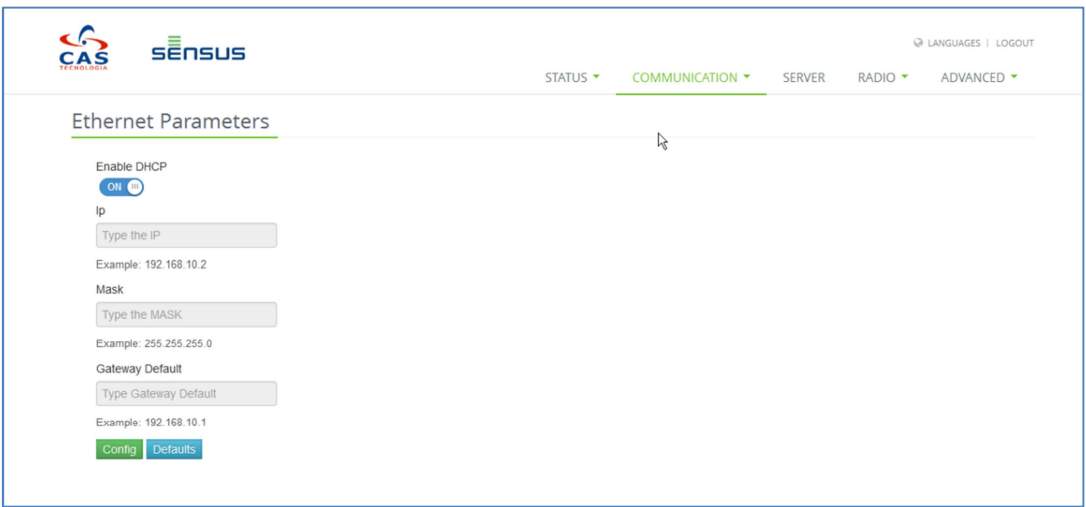 CAS
TECNOLOGIA
sensus
LANGUAGES | LOGOUT
STATUS COMMUNICATION SERVER RADIO ADVANCED
Ethernet Parameters
Enable DHCP
ON
Ip
Type the IP
Example: 192.168.10.2
Mask
Type the MASK
Example: 255.255.255.0
Gateway Default
Type Gateway Default
Example: 192.168.10.1
Config Defaults